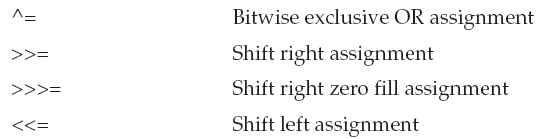 ^= Bitwise exclusive OR assignment
>>= Shift right assignment
>>>= Shift right zero fill assignment
<<= Shift left assignment